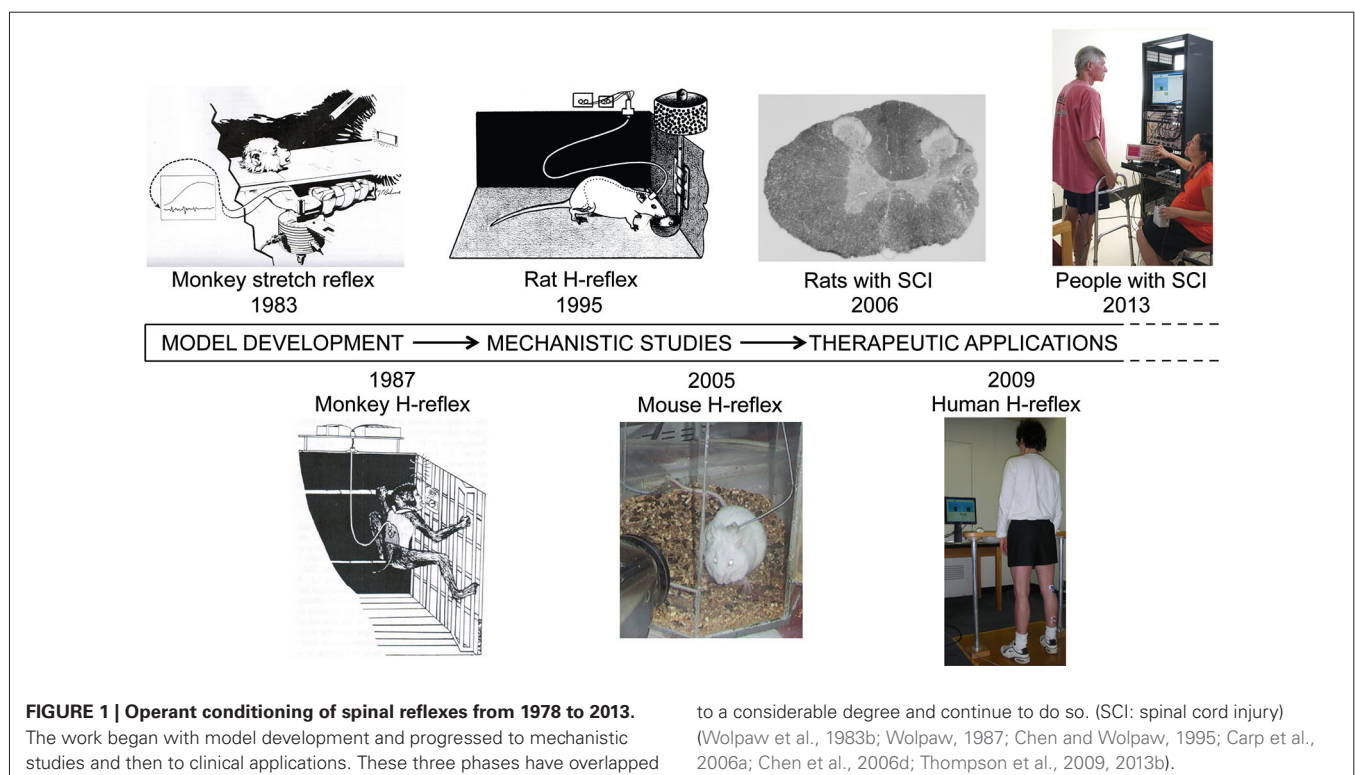 Monkey stretch reflex
1983
Rat H-reflex
1995
Rats with SCI
2006
People with SCI
2013
MODEL DEVELOPMENT → MECHANISTIC STUDIES → THERAPEUTIC APPLICATIONS
1987
Monkey H-reflex
2005
Mouse H-reflex
2009
Human H-reflex
FIGURE 1 | Operant conditioning of spinal reflexes from 1978 to 2013.
The work began with model development and progressed to mechanistic
studies and then to clinical applications. These three phases have overlapped
to a considerable degree and continue to do so. (SCI: spinal cord injury)
(Wolpaw et al., 1983b; Wolpaw, 1987; Chen and Wolpaw, 1995; Carp et al.,
2006a; Chen et al., 2006d; Thompson et al., 2009, 2013b).